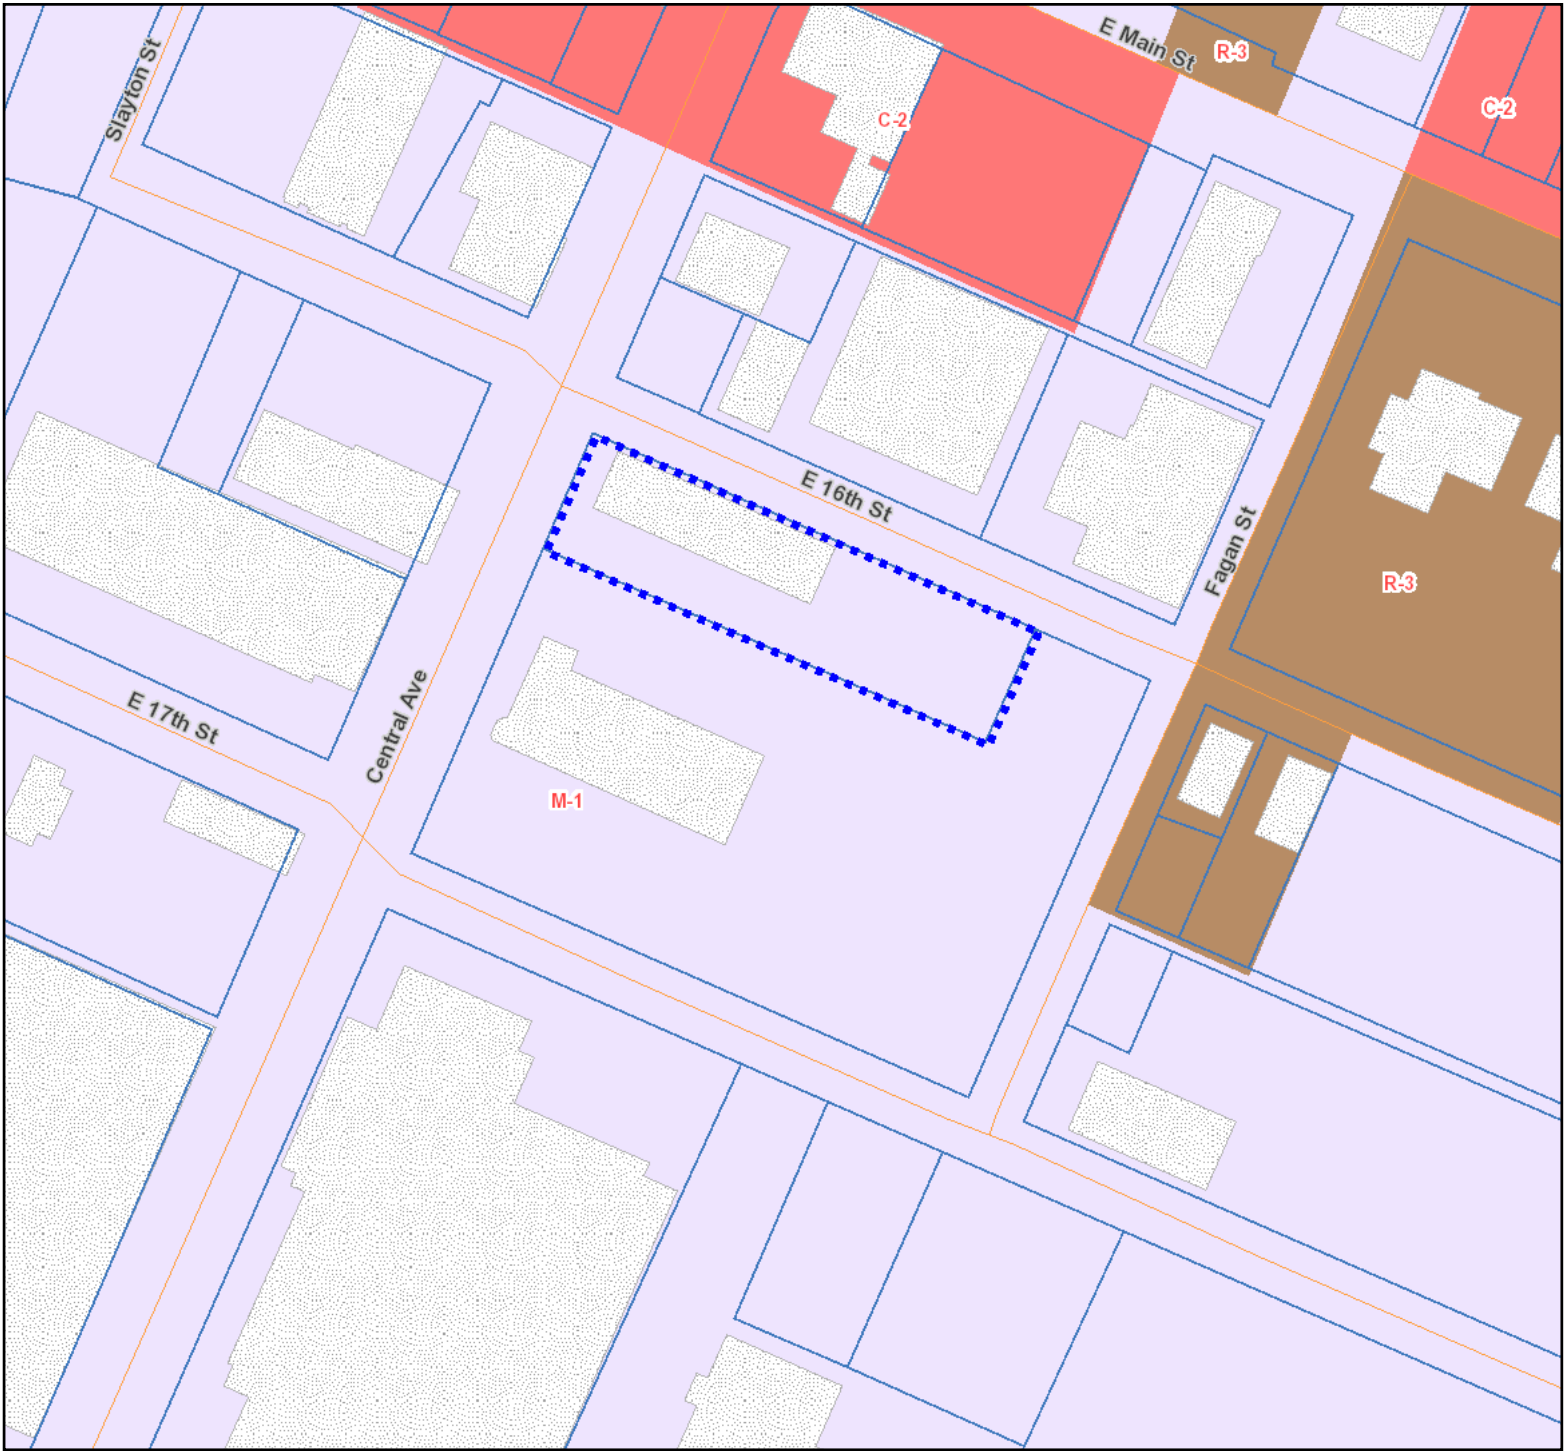 E Main St
R-3
Slayton St
C-2
C-2
E 16th St
Fagan St
R-3
Central Ave
E 17th St
M-1